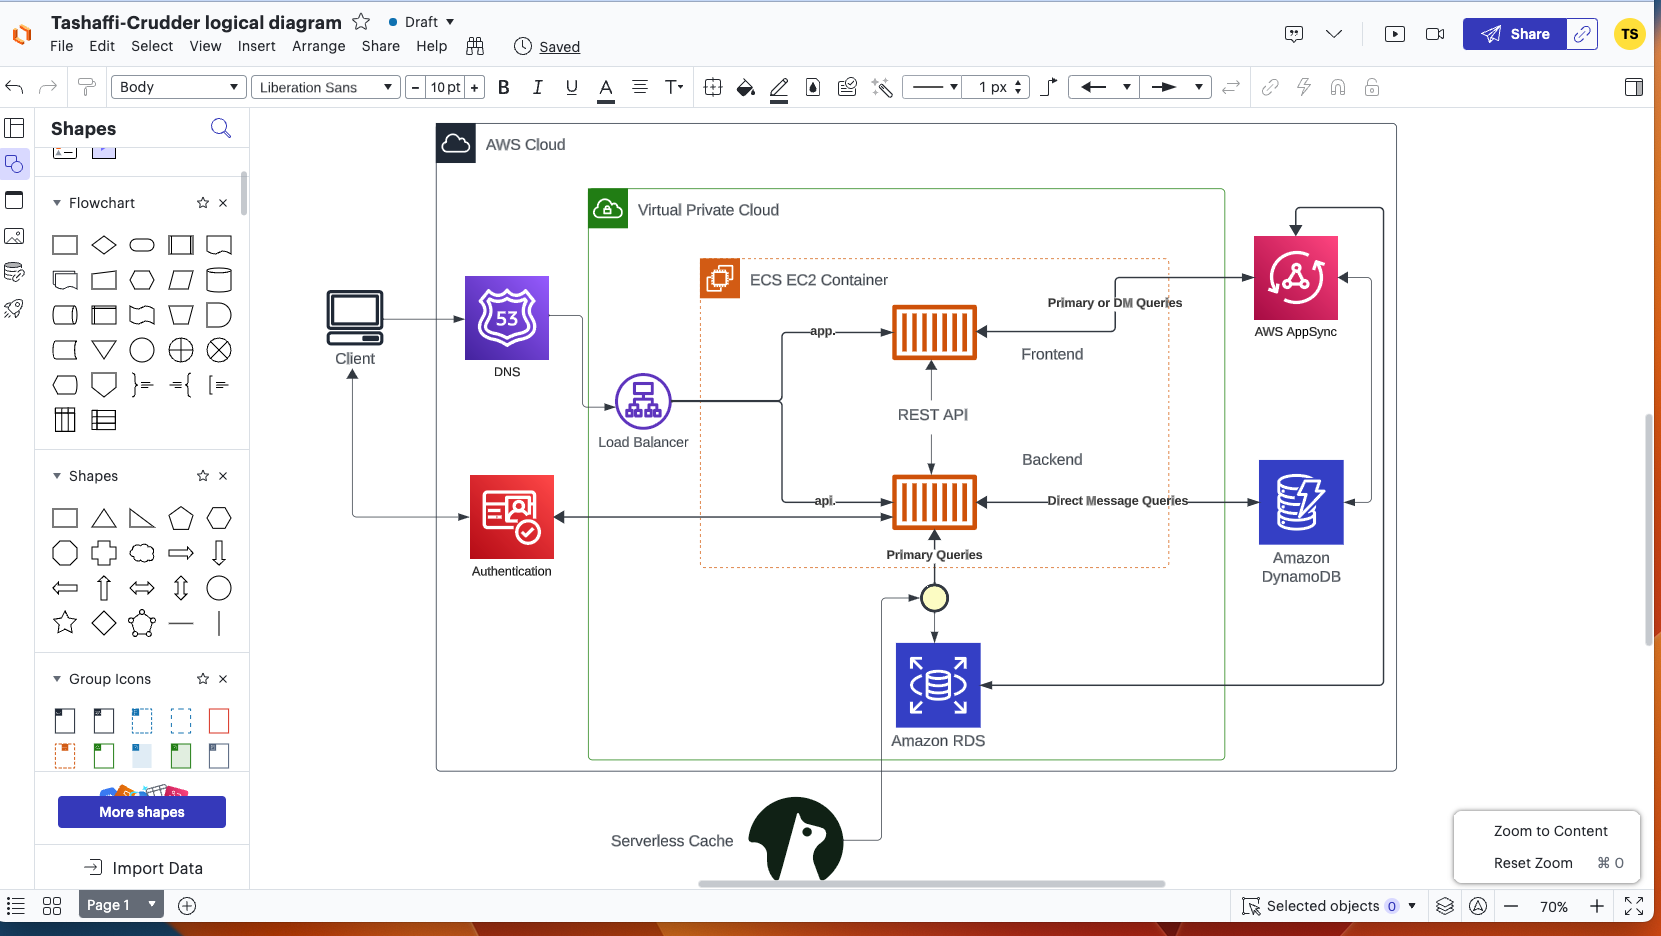 Tashaffi-Crudder logical diagram
Draft
File Edit Select View Insert Arrange Share Help
Saved
Share
TS
Body
Liberation Sans
- 10 pt +
B I U A T
1 px
Shapes
Flowchart
Shapes
Group Icons
More shapes
Import Data
AWS Cloud
Virtual Private Cloud
ECS EC2 Container
Client
53
DNS
Load Balancer
app.
Primary or DM Queries
Frontend
AWS AppSync
REST API
Backend
api.
Direct Message Queries
Authentication
Primary Queries
Amazon
DynamoDB
Amazon RDS
Serverless Cache
Zoom to Content
Reset Zoom ⌘ 0
Page 1
Selected objects 0
70%